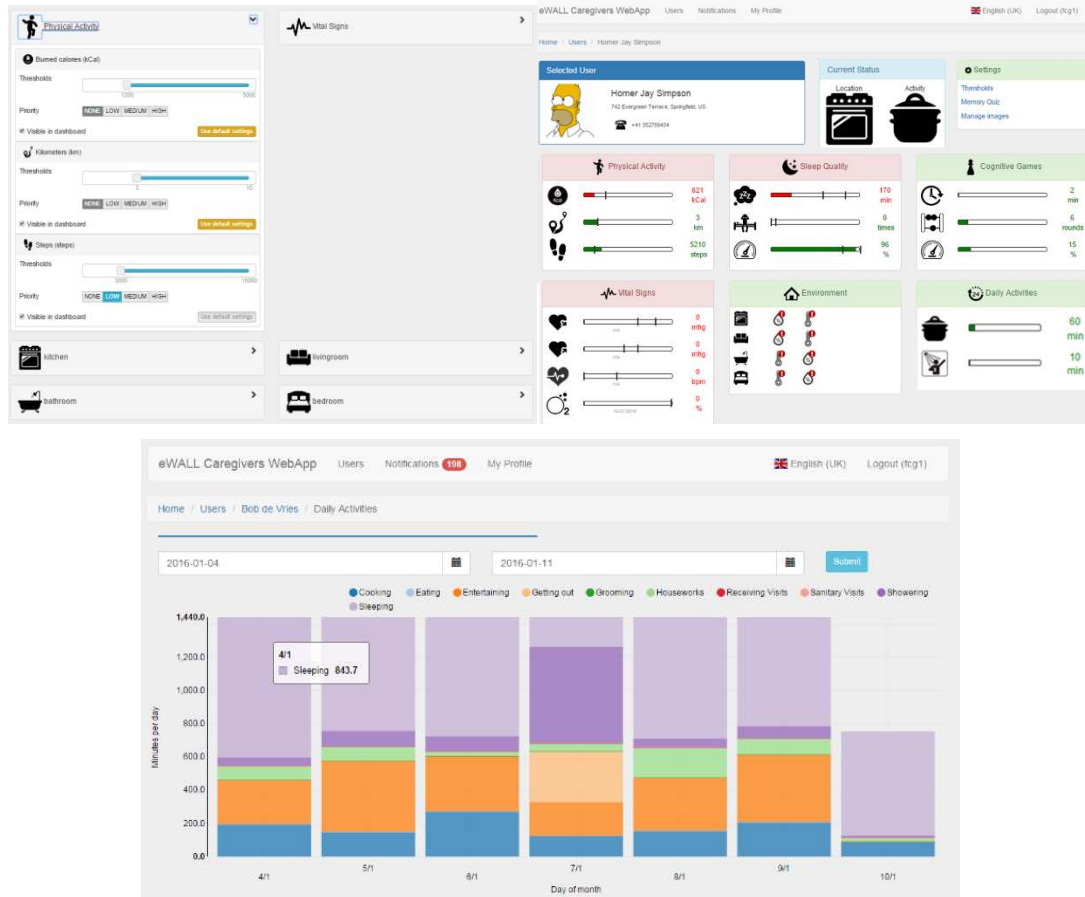 Physical Activity
Burned calories (kCal)
Thresholds
1200 5000
Priority NONE LOW MEDIUM HIGH
Visible in dashboard Use default settings
Kilometers (km)
Thresholds
3 10
Priority NONE LOW MEDIUM HIGH
Visible in dashboard Use default settings
Steps (steps)
Thresholds
3000 15000
Priority NONE LOW MEDIUM HIGH
Visible in dashboard Use default settings
Vital Signs
kitchen
livingroom
bathroom
bedroom
eWALL Caregivers WebApp Users Notifications My Profile English (UK) Logout (fcg1)
Home / Users / Homer Jay Simpson
Selected User
Homer Jay Simpson
742 Evergreen Terrace, Springfield, US
Current Status
Location Activity
Settings
Thresholds
Memory Quiz
Manage images
Physical Activity
kcal
621
kCal
3
km
5210
steps
Sleep Quality
zzz
170
min
0
times
96
%
Cognitive Games
2
min
6
rounds
15
%
Vital Signs
n/a
0
mHg
n/a
0
mHg
n/a
0
bpm
O2
0
%
Environment
Daily Activities
24
60
min
10
min
eWALL Caregivers WebApp Users Notifications 198 My Profile English (UK) Logout (fcg1)
Home / Users / Bob de Vries / Daily Activities
2016-01-04 2016-01-11 Submit
Cooking Eating Entertaining Getting out Grooming Houseworks Receiving Visits Sanitary Visits Showering
Sleeping
1,440.0
1,200.0
1,000.0
800.0
600.0
400.0
200.0
0.0
Minutes per day
4/1
Sleeping 843.7
4/1 5/1 6/1 7/1 8/1 9/1 10/1
Day of month